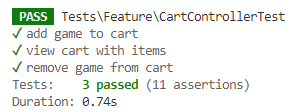 PASS Tests\Feature\CartControllerTest
✓ add game to cart
✓ view cart with items
✓ remove game from cart
Tests: 3 passed (11 assertions)
Duration: 0.74s